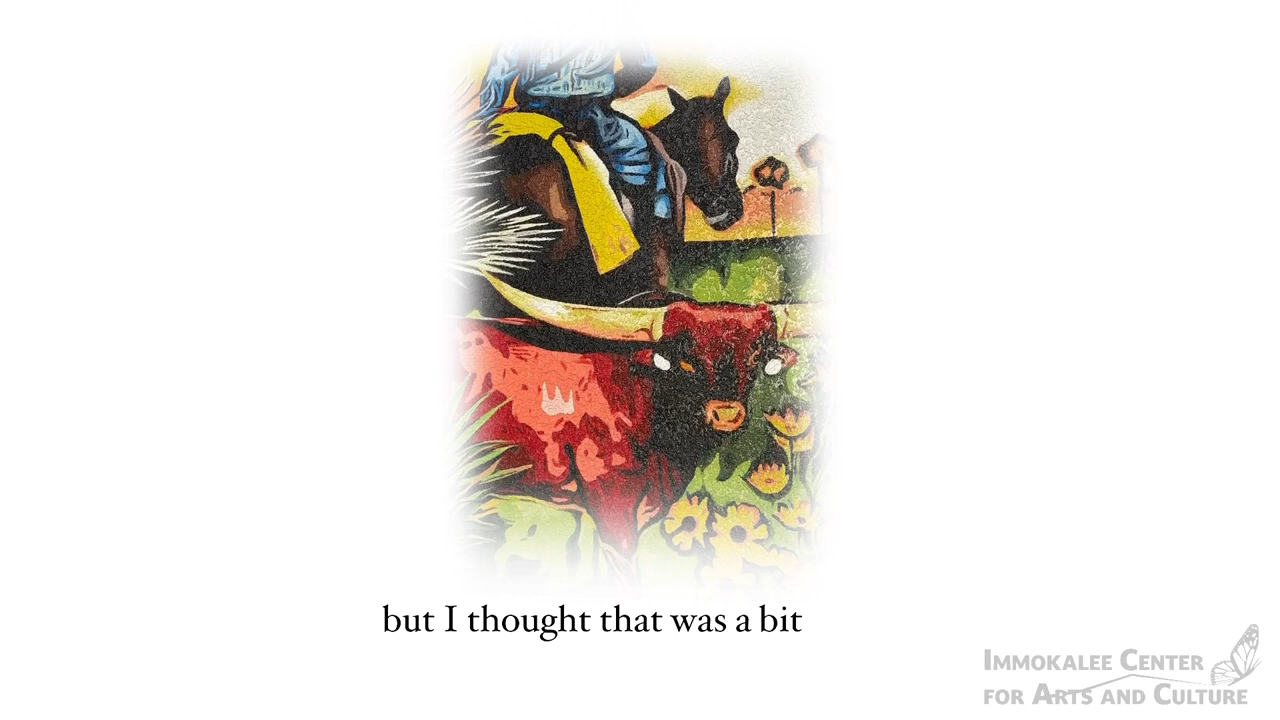 but I thought that was a bit
IMMOKALEE CENTER
FOR ARTS AND CULTURE